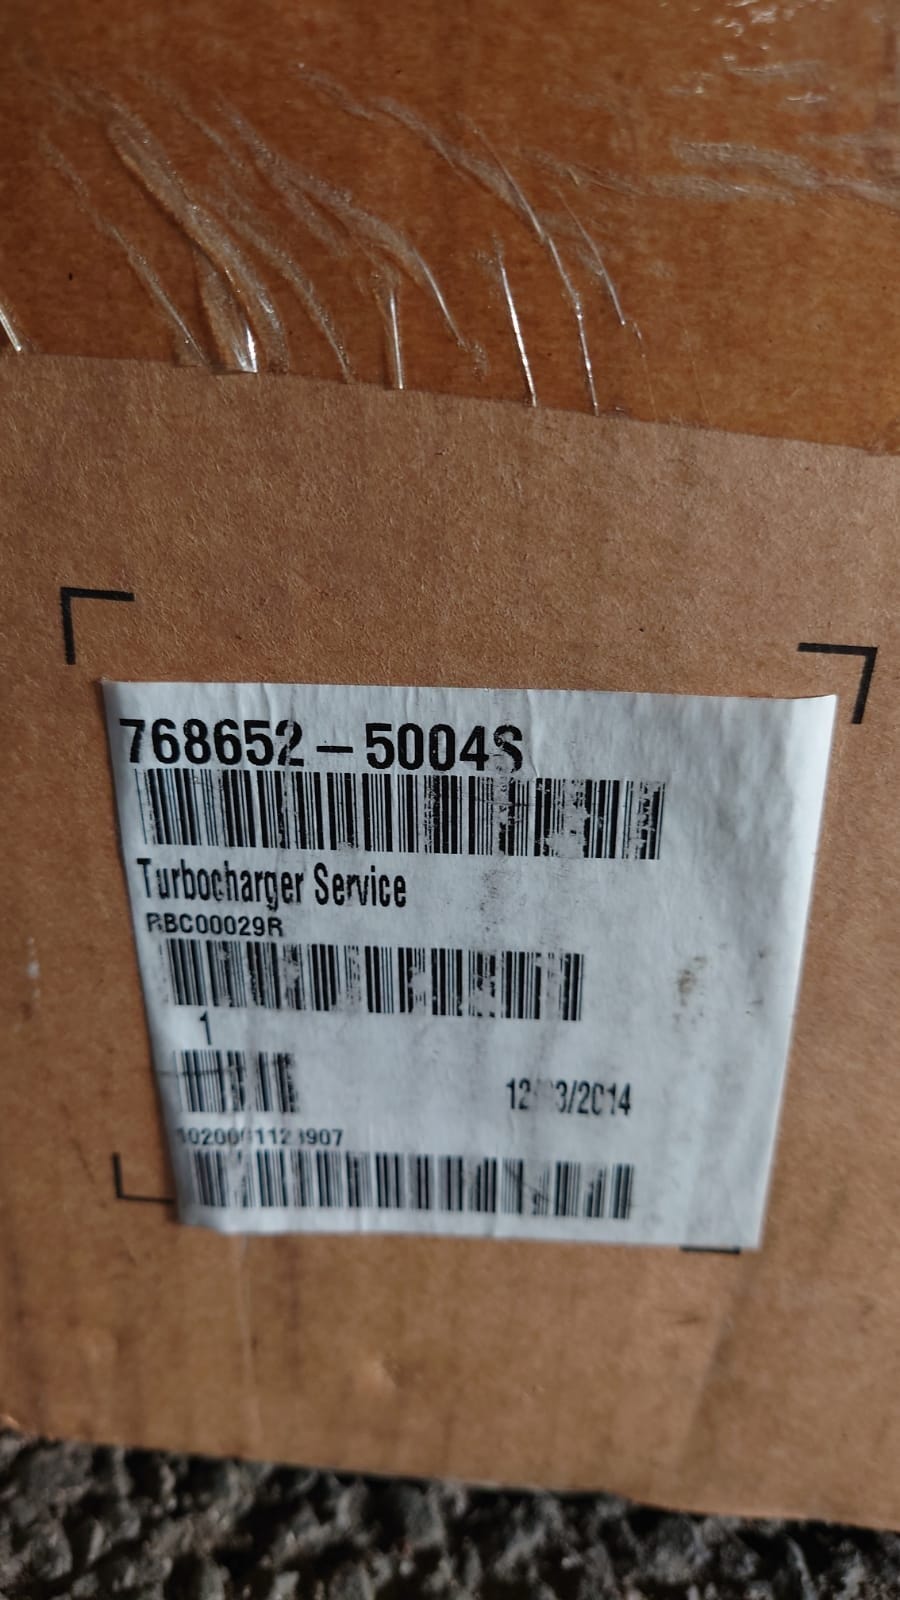 768652-5004S
Turbocharger Service
RBC00029R
1